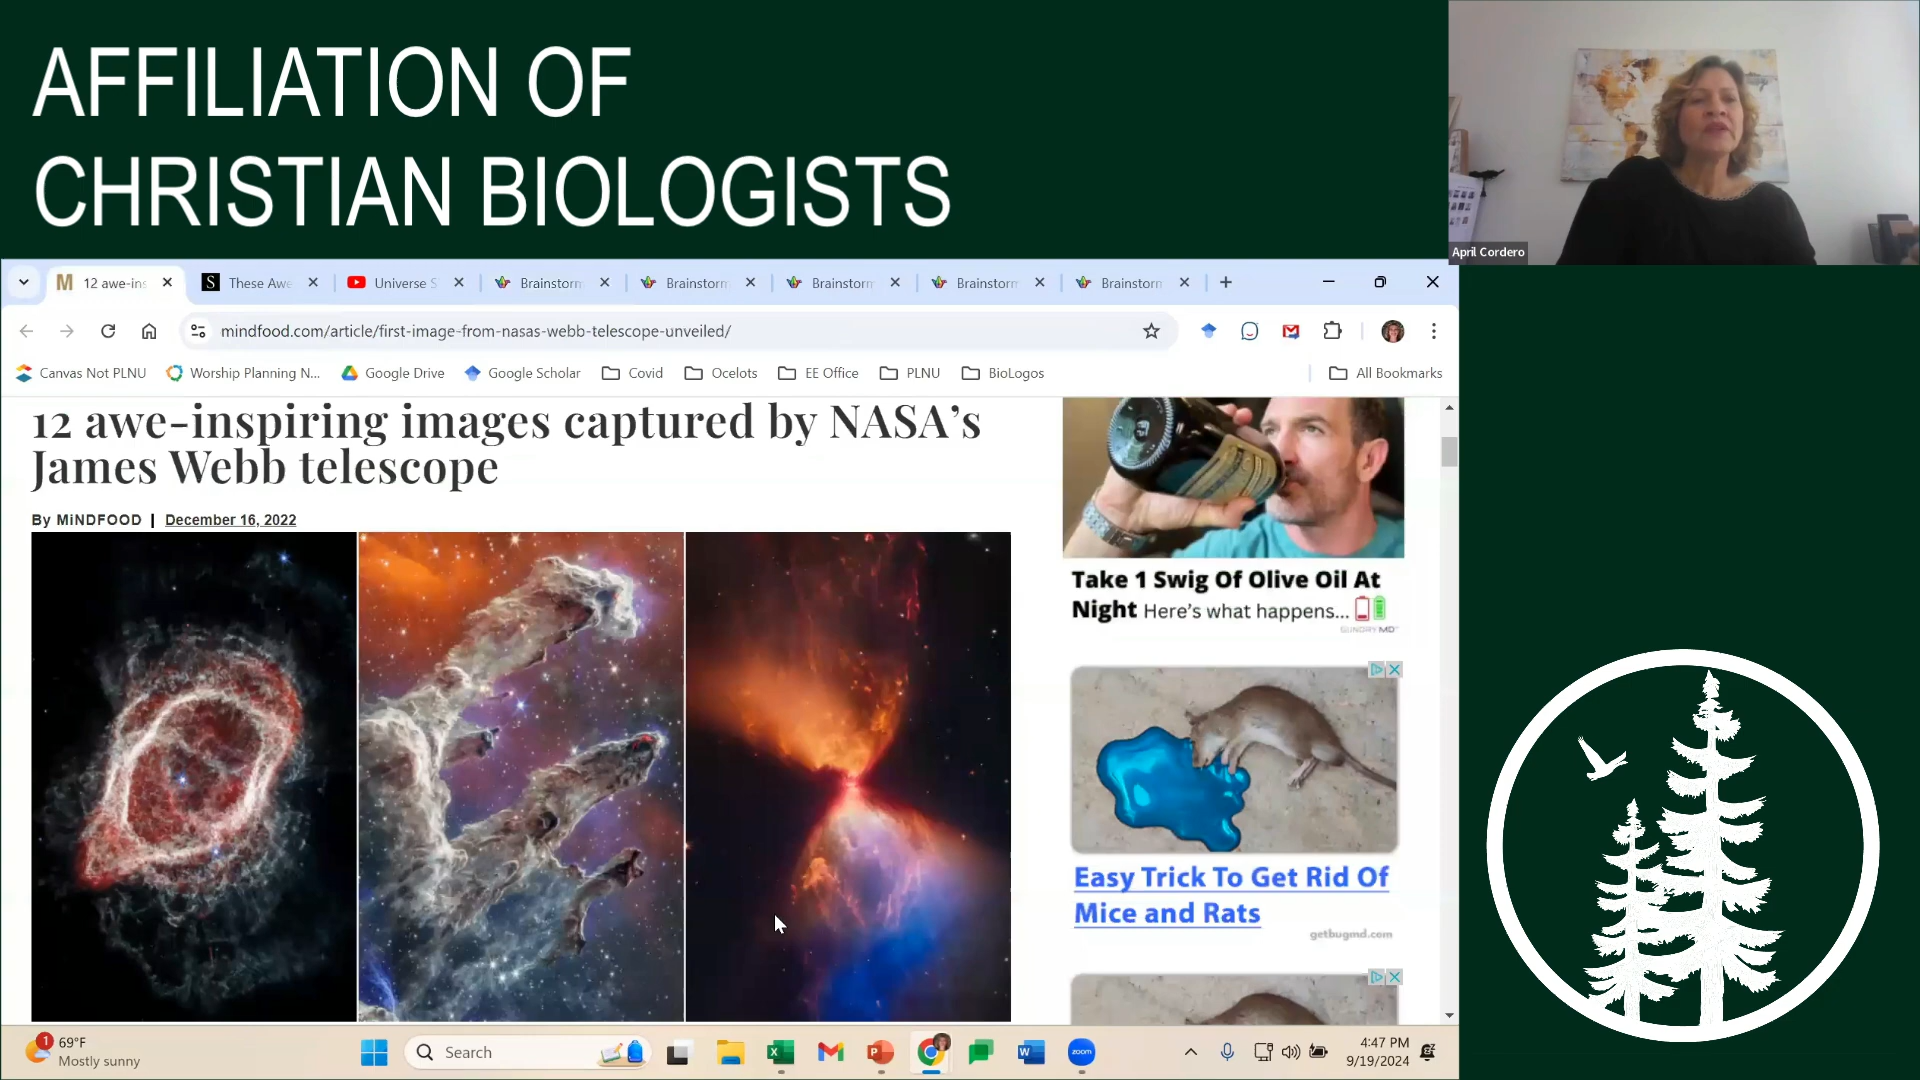 AFFILIATION OF
CHRISTIAN BIOLOGISTS
April Cordero
12 awe-ins
These Awe
Universe S
Brainstorm
Brainstorm
Brainstorm
Brainstorm
Brainstorm
mindfood.com/article/first-image-from-nasas-webb-telescope-unveiled/
Canvas Not PLNU
Worship Planning N...
Google Drive
Google Scholar
Covid
Ocelots
EE Office
PLNU
BioLogos
All Bookmarks
12 awe-inspiring images captured by NASA's
James Webb telescope
By MiNDFOOD | December 16, 2022
Take 1 Swig Of Olive Oil At
Night Here's what happens...
GUNDRY MD
Easy Trick To Get Rid Of
Mice and Rats
getbugmd.com
1
69°F
Mostly sunny
Search
zoom
4:47 PM
9/19/2024